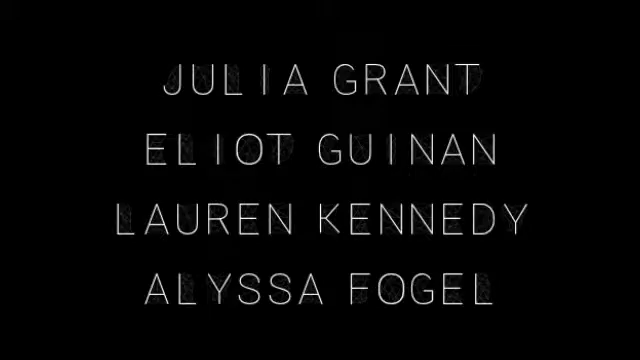 JULIA GRANT
ELIOT GUINAN
LAUREN KENNEDY
ALYSSA FOGEL